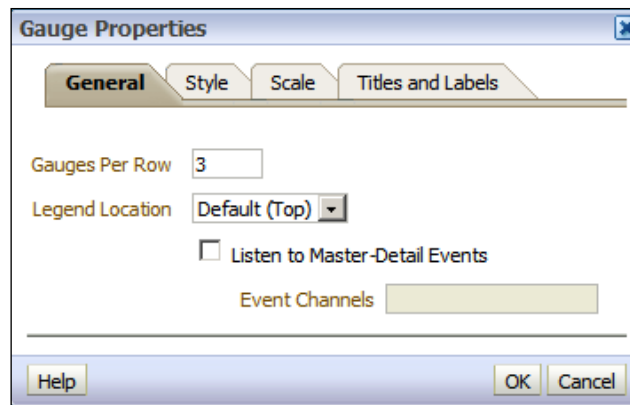 Gauge Properties
General Style Scale Titles and Labels
Gauges Per Row 3
Legend Location Default (Top)
Listen to Master-Detail Events
Event Channels
Help OK Cancel